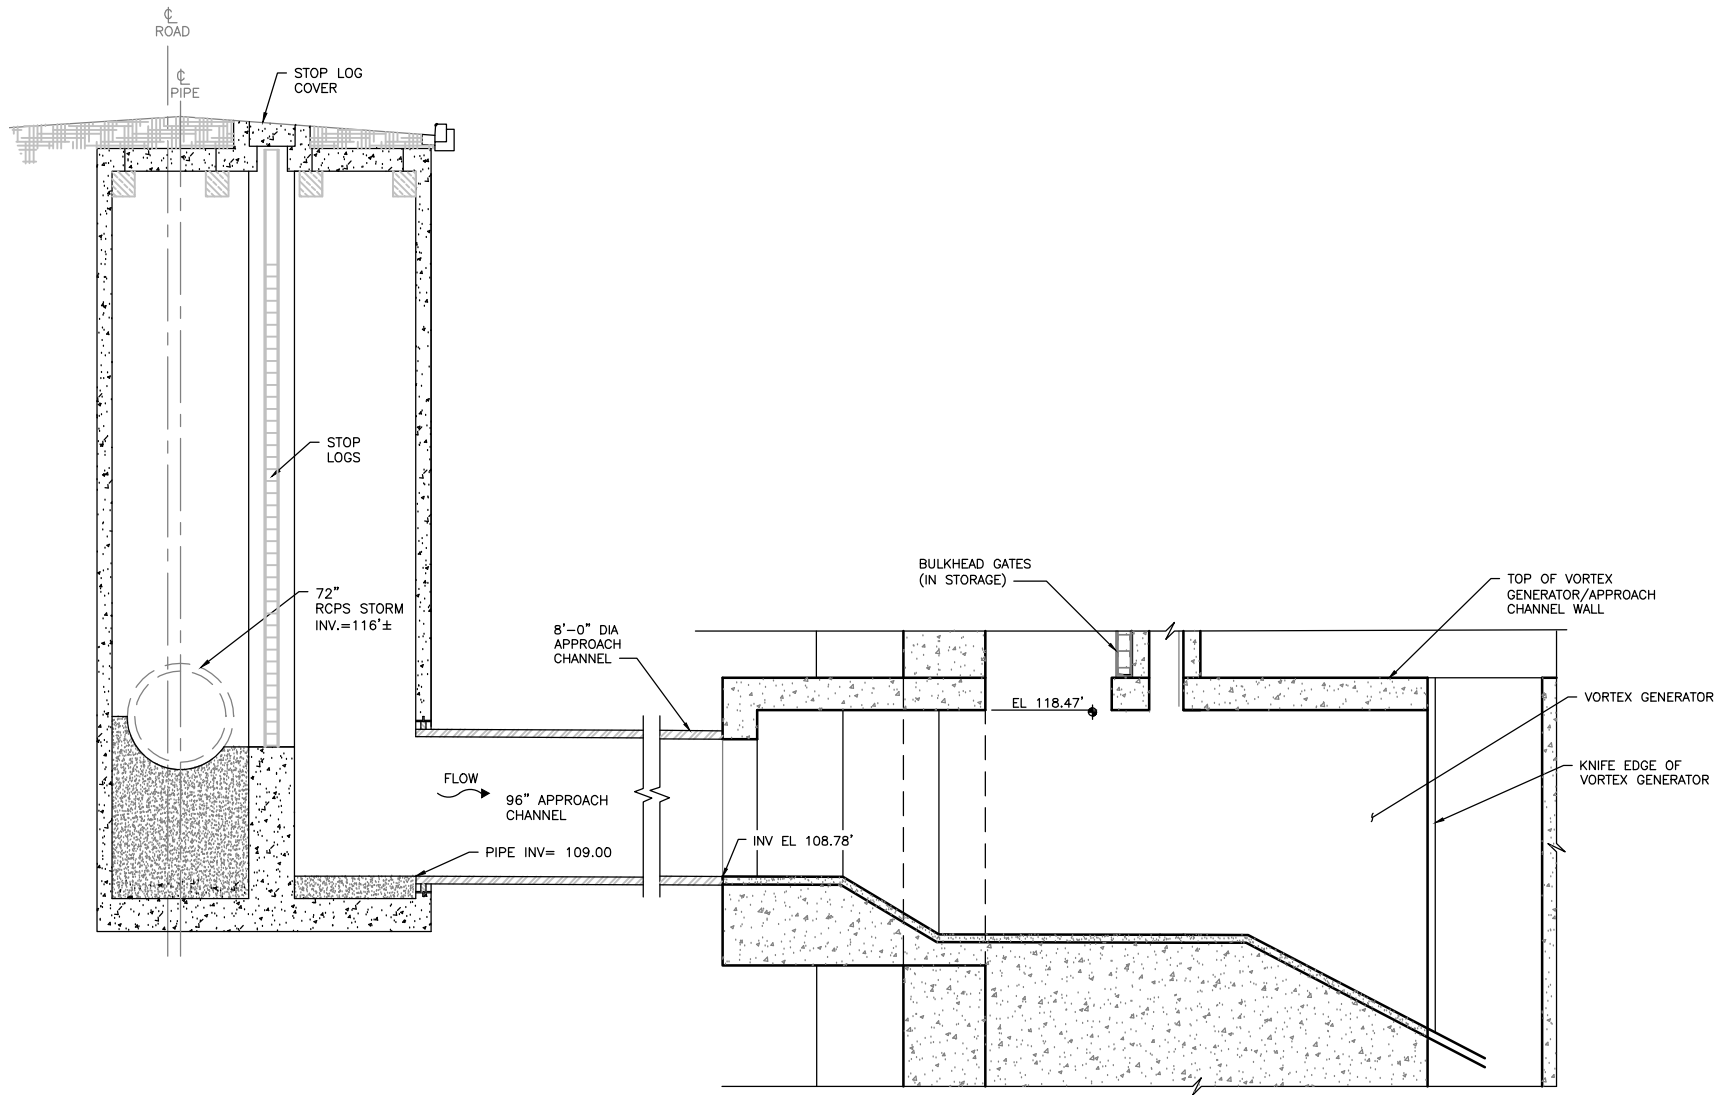 ℄
ROAD
℄
PIPE
STOP LOG
COVER
STOP
LOGS
72"
RCPS STORM
INV.=116'±
8'-0" DIA
APPROACH
CHANNEL
FLOW
96" APPROACH
CHANNEL
PIPE INV= 109.00
INV EL 108.78'
BULKHEAD GATES
(IN STORAGE)
EL 118.47'
TOP OF VORTEX
GENERATOR/APPROACH
CHANNEL WALL
VORTEX GENERATOR
KNIFE EDGE OF
VORTEX GENERATOR